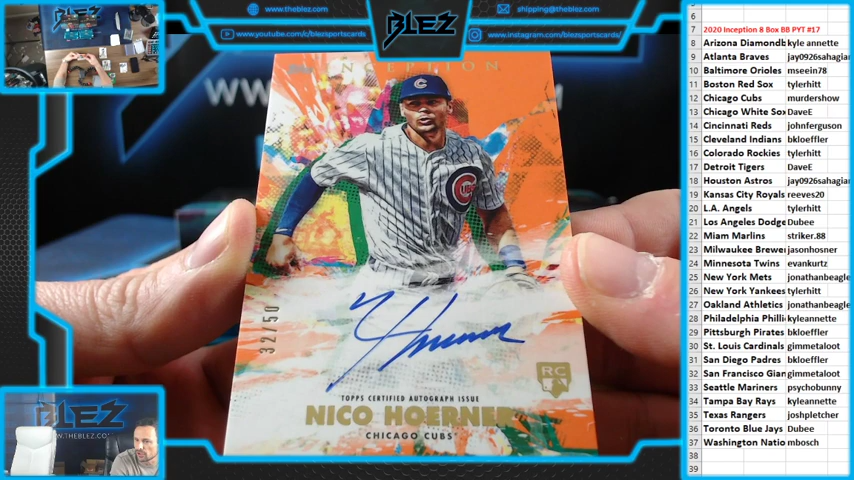 www.theblez.com
shipping@theblez.com
BLEZ
www.youtube.com/c/blezsportscards
www.instagram.com/blezsportscards/
INCEPTION
C
CUBS
32/50
TOPPS CERTIFIED AUTOGRAPH ISSUE
RC
NICO HOERNER
CHICAGO CUBS
BLEZ
WWW.THEBLEZ.COM
6
7 2020 Inception 8 Box BB PYT #17
8 Arizona Diamondb kyle annette
9 Atlanta Braves jay0926sahagian
10 Baltimore Orioles mseein78
11 Boston Red Sox tylerhitt
12 Chicago Cubs murdershow
13 Chicago White Sox DaveE
14 Cincinnati Reds johnferguson
15 Cleveland Indians bkloeffler
16 Colorado Rockies tylerhitt
17 Detroit Tigers DaveE
18 Houston Astros jay0926sahagian
19 Kansas City Royals reeves20
20 L.A. Angels tylerhitt
21 Los Angeles Dodge Dubee
22 Miam Marlins striker.88
23 Milwaukee Brewe jasonhosner
24 Minnesota Twins evankurtz
25 New York Mets jonathanbeagle
26 New York Yankees tylerhitt
27 Oakland Athletics jonathanbeagle
28 Philadelphia Philli kyleannette
29 Pittsburgh Pirates bkloeffler
30 St. Louis Cardinals gimmetaloot
31 San Diego Padres bkloeffler
32 San Francisco Gian gimmetaloot
33 Seattle Mariners psychobunny
34 Tampa Bay Rays kyleannette
35 Texas Rangers joshpletcher
36 Toronto Blue Jays Dubee
37 Washington Natio mbosch
38
39